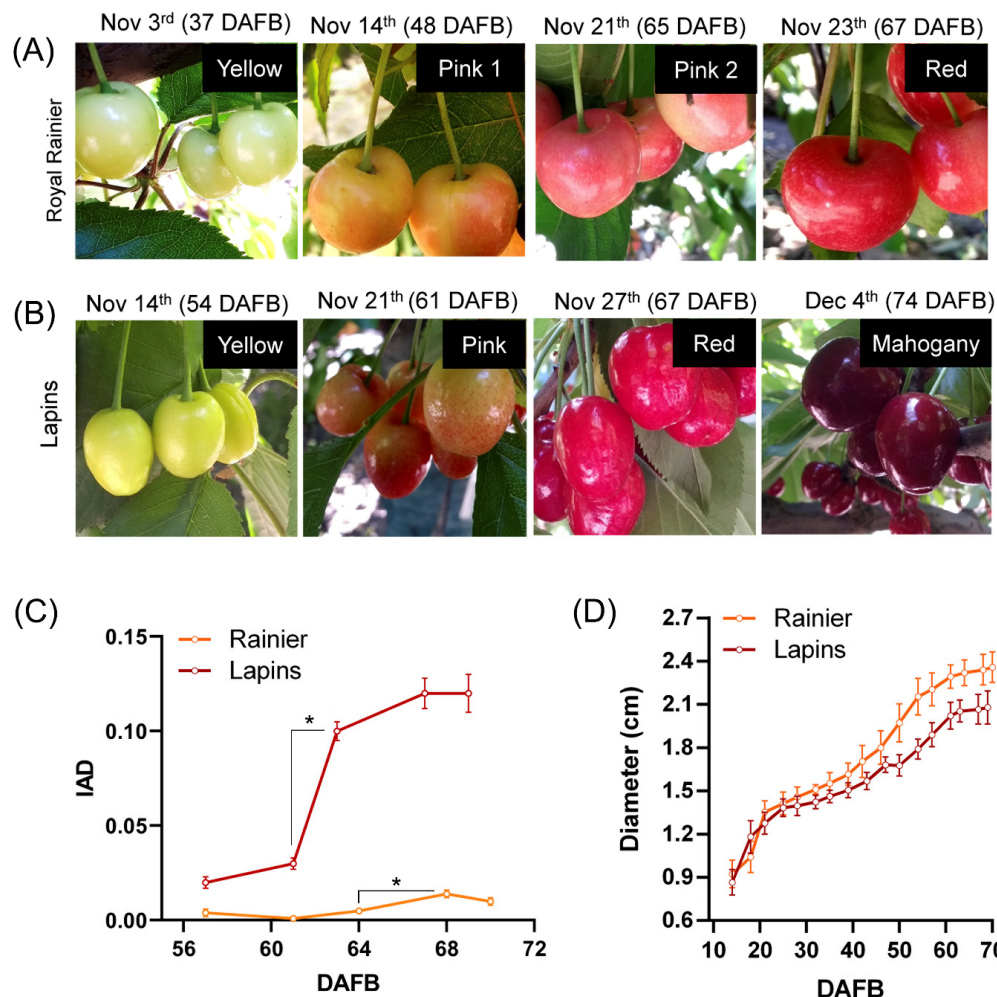 (A)
Nov 3rd (37 DAFB) Nov 14th (48 DAFB) Nov 21th (65 DAFB) Nov 23th (67 DAFB)
Yellow Pink 1 Pink 2 Red
Royal Rainier
(B)
Nov 14th (54 DAFB) Nov 21th (61 DAFB) Nov 27th (67 DAFB) Dec 4th (74 DAFB)
Yellow Pink Red Mahogany
Lapins
(C)
Rainier
Lapins
*
*
0.15
0.10
0.05
0.00
IAD
56 60 64 68 72
DAFB
(D)
Rainier
Lapins
2.7
2.4
2.1
1.8
1.5
1.2
0.9
0.6
Diameter (cm)
10 20 30 40 50 60 70
DAFB